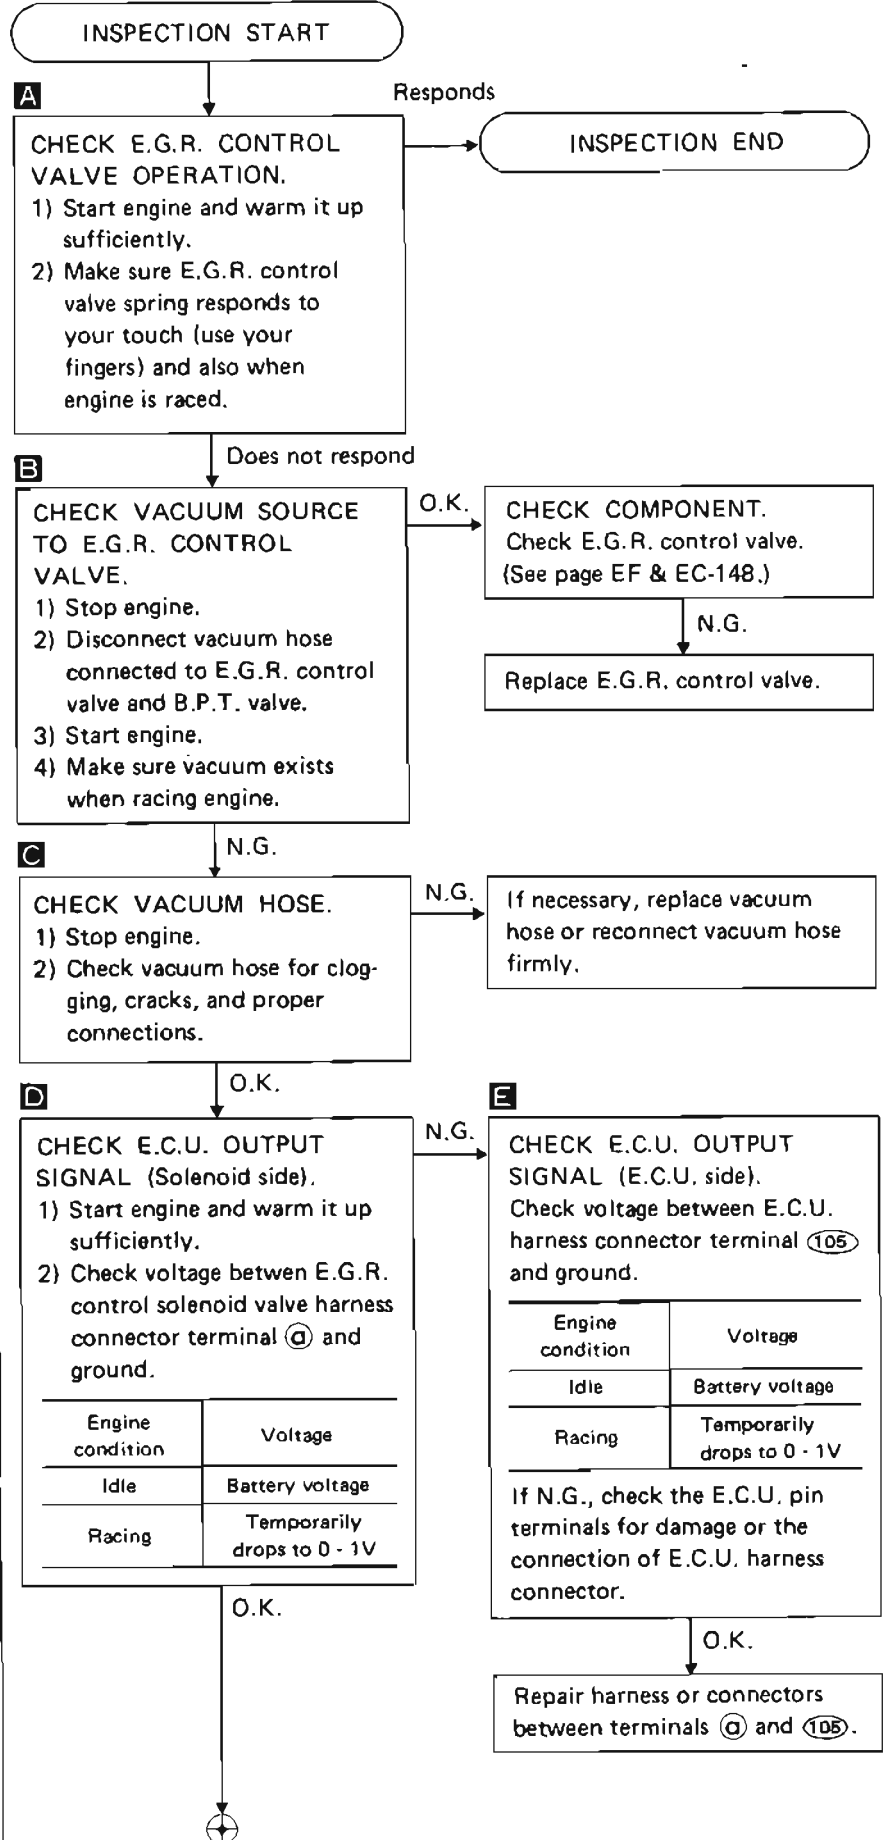 INSPECTION START
A
Responds
CHECK E.G.R. CONTROL
VALVE OPERATION.
1) Start engine and warm it up
sufficiently.
2) Make sure E.G.R. control
valve spring responds to
your touch (use your
fingers) and also when
engine is raced.
INSPECTION END
Does not respond
B
CHECK VACUUM SOURCE
TO E.G.R. CONTROL
VALVE.
1) Stop engine.
2) Disconnect vacuum hose
connected to E.G.R. control
valve and B.P.T. valve.
3) Start engine.
4) Make sure vacuum exists
when racing engine.
O.K.
CHECK COMPONENT.
Check E.G.R. control valve.
(See page EF & EC-148.)
N.G.
Replace E.G.R. control valve.
N.G.
C
CHECK VACUUM HOSE.
1) Stop engine.
2) Check vacuum hose for clog-
ging, cracks, and proper
connections.
N.G.
If necessary, replace vacuum
hose or reconnect vacuum hose
firmly.
O.K.
D
CHECK E.C.U. OUTPUT
SIGNAL (Solenoid side).
1) Start engine and warm it up
sufficiently.
2) Check voltage betwen E.G.R.
control solenoid valve harness
connector terminal ⓐ and
ground.
Engine
condition
Voltage
Idle
Battery voltage
Racing
Temporarily
drops to 0 - 1V
N.G.
E
CHECK E.C.U. OUTPUT
SIGNAL (E.C.U. side).
Check voltage between E.C.U.
harness connector terminal 105
and ground.
Engine
condition
Voltage
Idle
Battery voltage
Racing
Temporarily
drops to 0 - 1V
If N.G., check the E.C.U. pin
terminals for damage or the
connection of E.C.U. harness
connector.
O.K.
O.K.
Repair harness or connectors
between terminals ⓐ and 105.